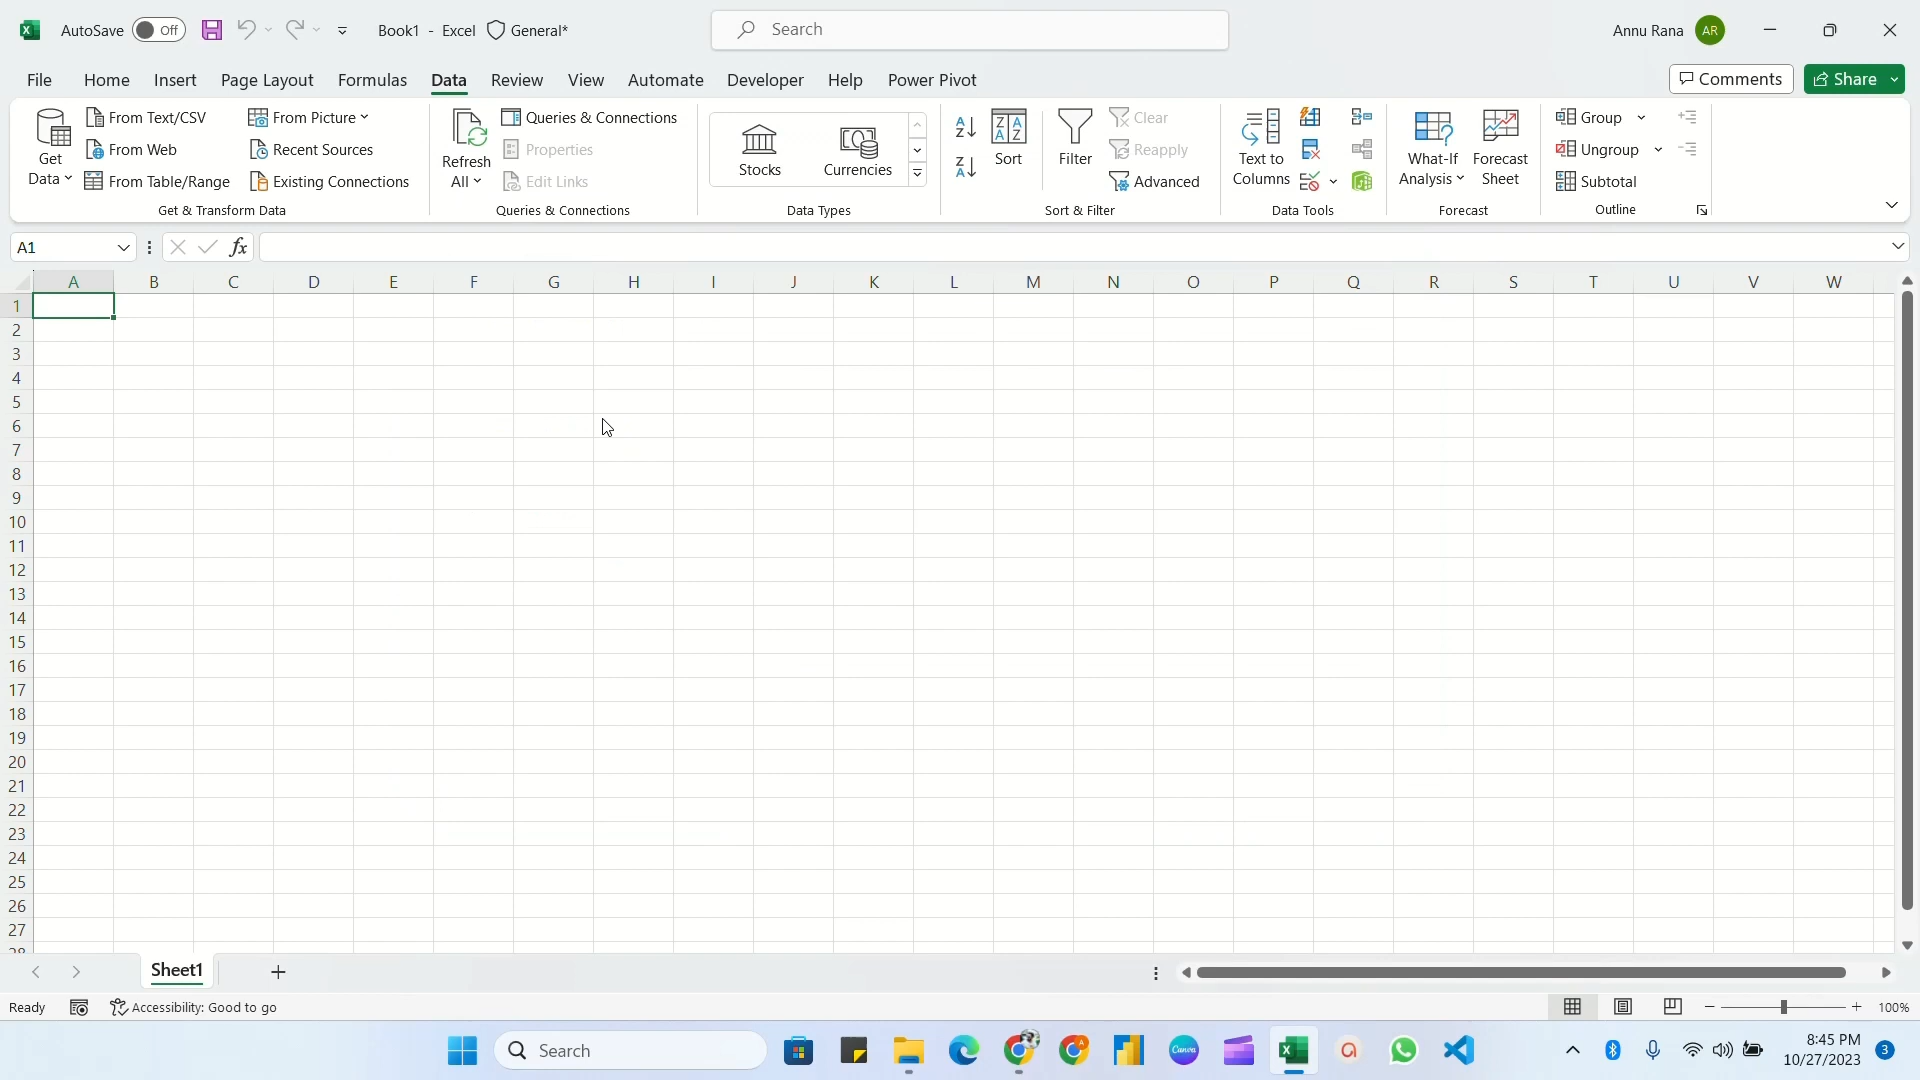 AutoSave Off Book1 - Excel General* Search Annu Rana AR
File Home Insert Page Layout Formulas Data Review View Automate Developer Help Power Pivot Comments Share
Get Data
From Text/CSV
From Web
From Table/Range
From Picture
Recent Sources
Existing Connections
Get & Transform Data
Refresh All
Queries & Connections
Properties
Edit Links
Queries & Connections
Stocks
Currencies
Data Types
Sort
Filter
Clear
Reapply
Advanced
Sort & Filter
Text to Columns
Data Tools
What-If Analysis
Forecast Sheet
Forecast
Group
Ungroup
Subtotal
Outline
A1 fx
A B C D E F G H I J K L M N O P Q R S T U V W
1
2
3
4
5
6
7
8
9
10
11
12
13
14
15
16
17
18
19
20
21
22
23
24
25
26
27
28
Sheet1
Ready Accessibility: Good to go 100%
Search
8:45 PM
10/27/2023 3